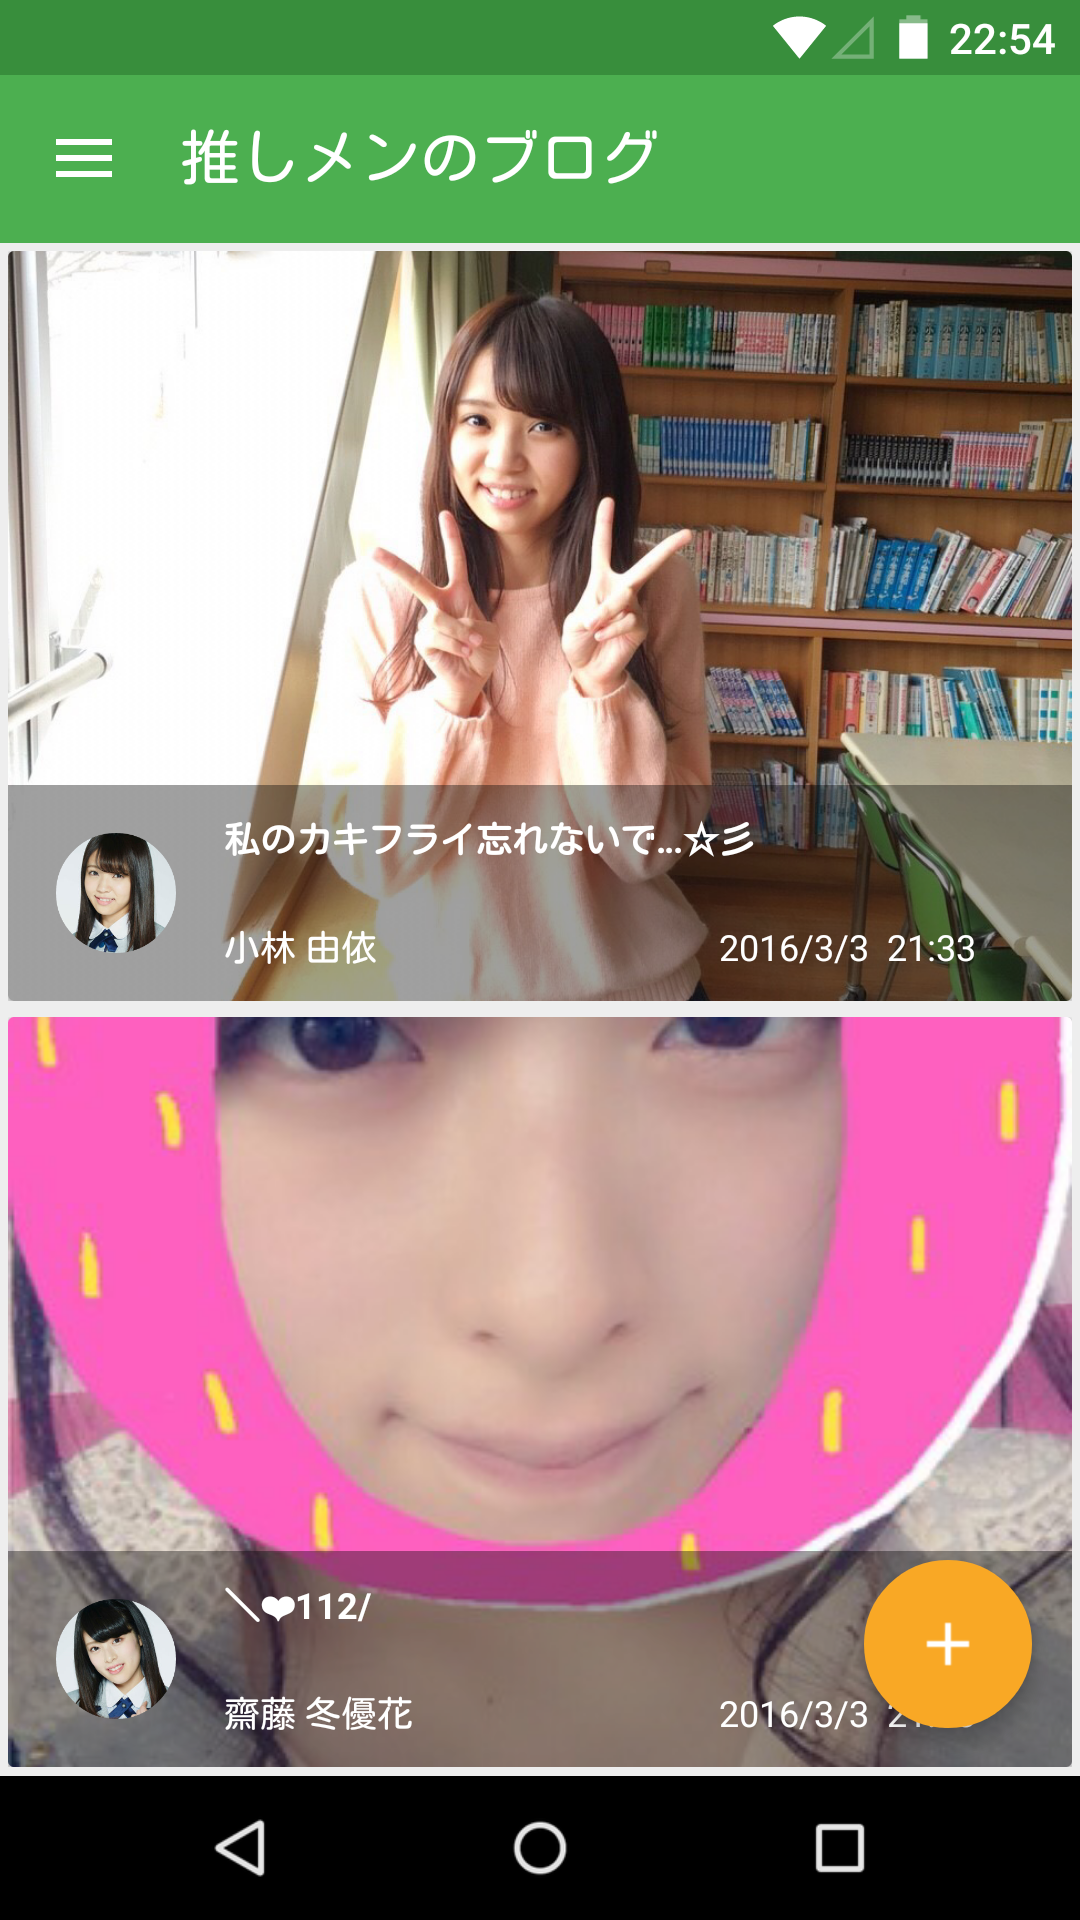 22:54
推しメンのブログ
私のカキフライ忘れないで...☆彡
小林 由依
2016/3/3 21:33
＼❤112/
齋藤 冬優花
2016/3/3